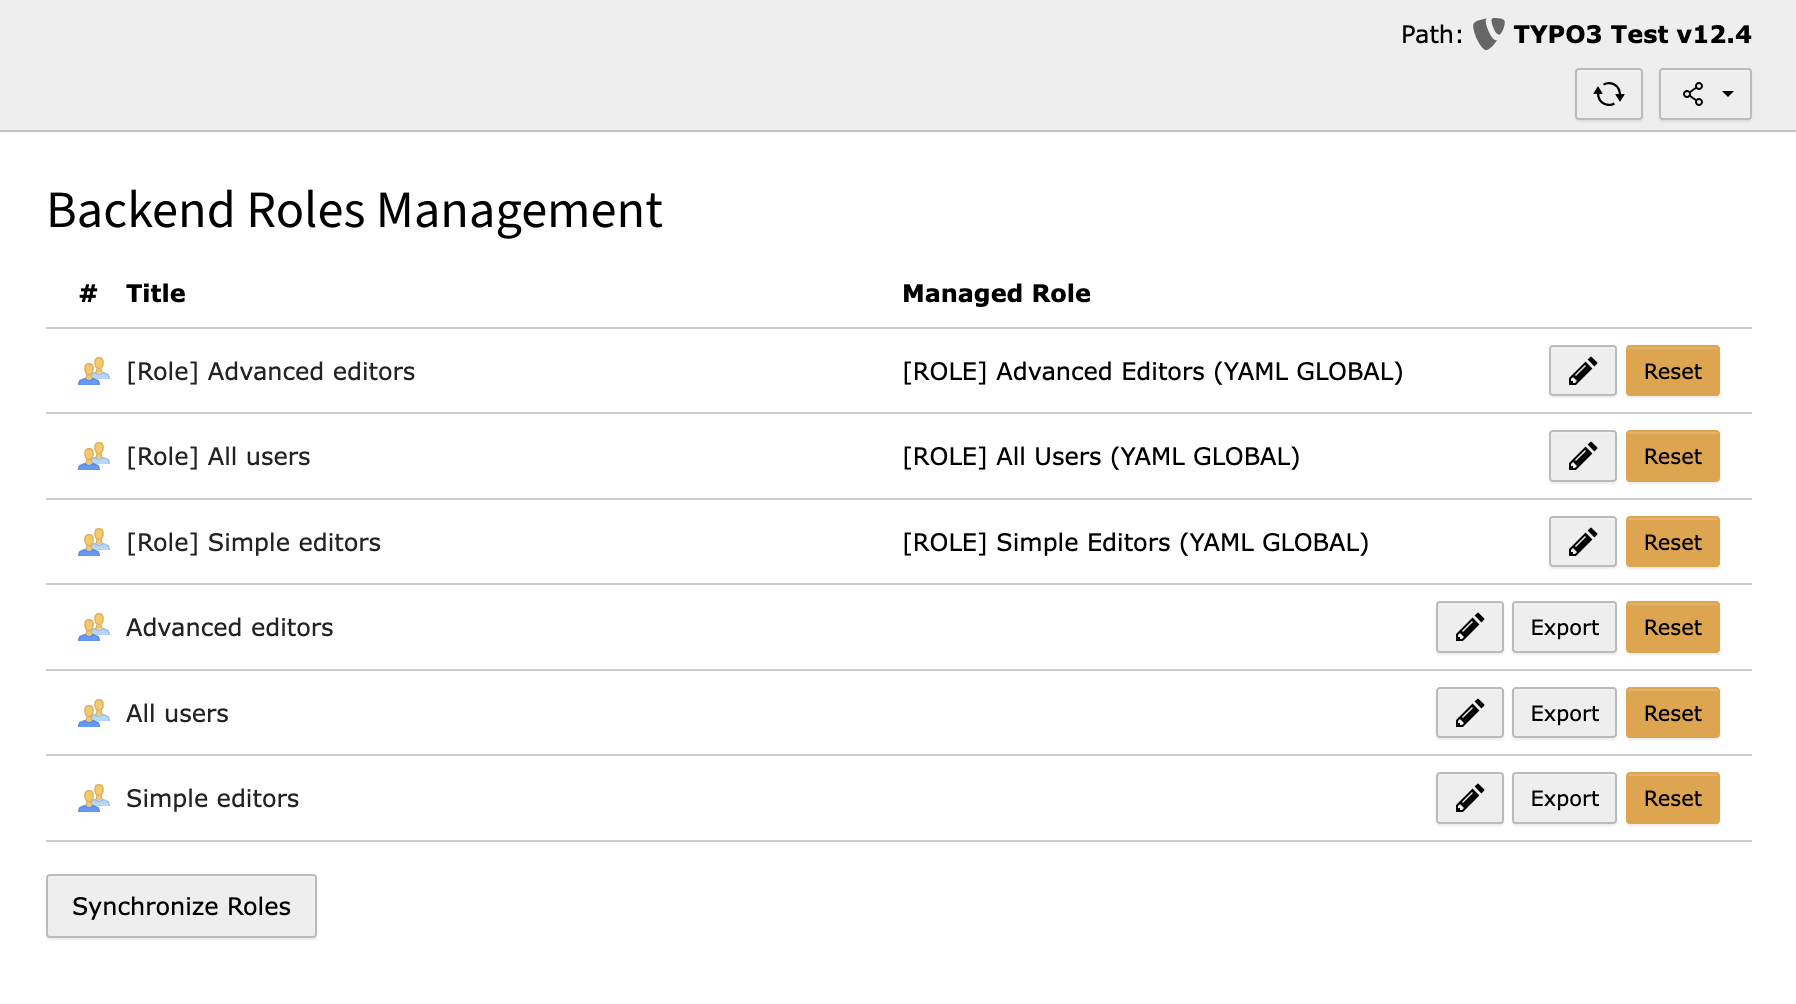 Path: TYPO3 Test v12.4
Backend Roles Management
# Title Managed Role
[Role] Advanced editors [ROLE] Advanced Editors (YAML GLOBAL) Reset
[Role] All users [ROLE] All Users (YAML GLOBAL) Reset
[Role] Simple editors [ROLE] Simple Editors (YAML GLOBAL) Reset
Advanced editors Export Reset
All users Export Reset
Simple editors Export Reset
Synchronize Roles